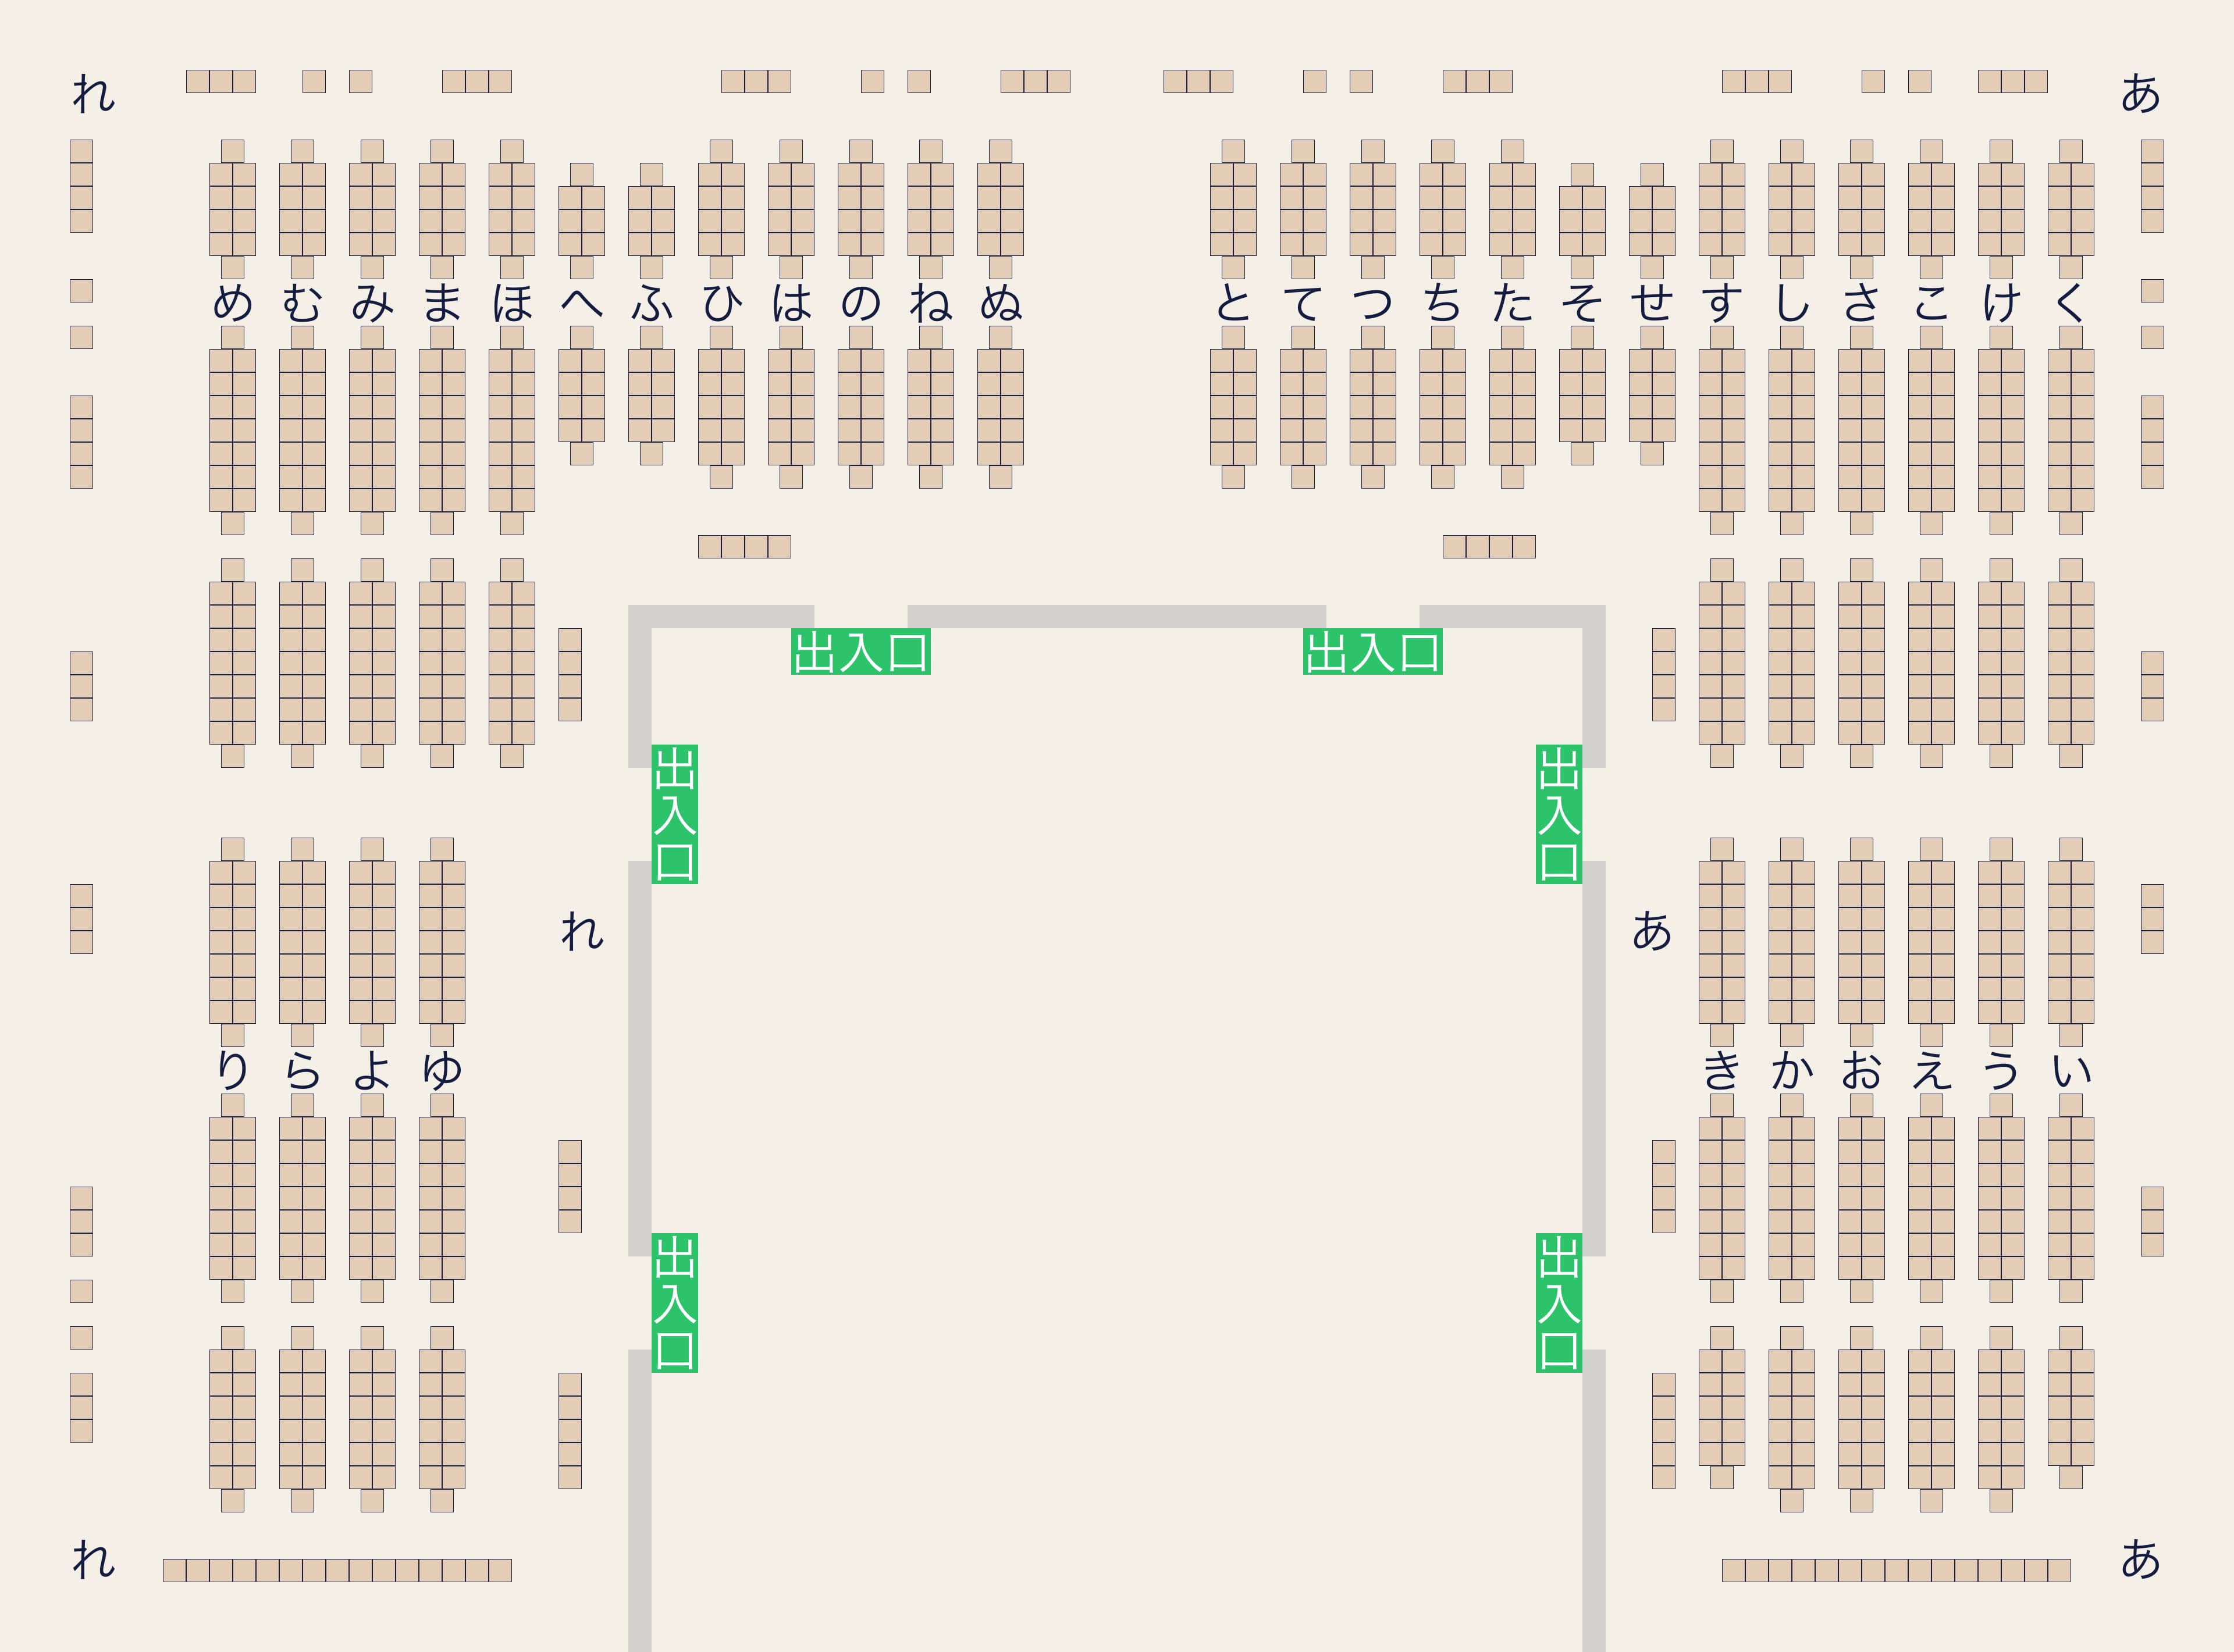 れ
あ
めむみまほへふひはのねぬ
とてつちたそせすしさこけく
出入口
出入口
出入口
出入口
れ
あ
りらよゆ
きかおえうい
出入口
出入口
れ
あ